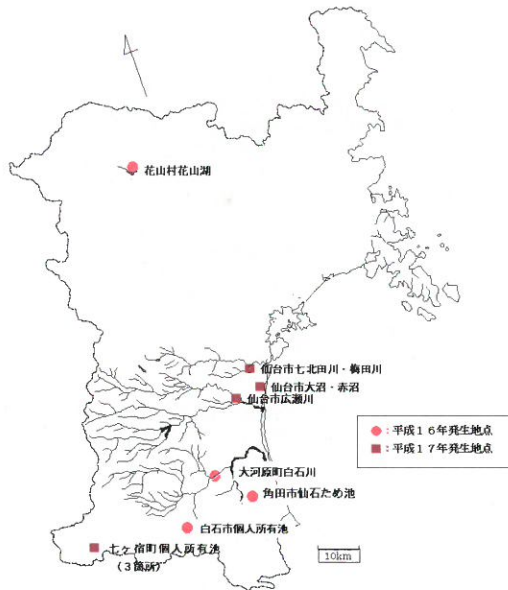 花山村花山湖
仙台市七北田川・梅田川
仙台市大沼・赤沼
仙台市広瀬川
：平成１６年発生地点
：平成１７年発生地点
大河原町白石川
角田市仙石ため池
白石市個人所有池
七ヶ宿町個人所有池
（３箇所）
10km